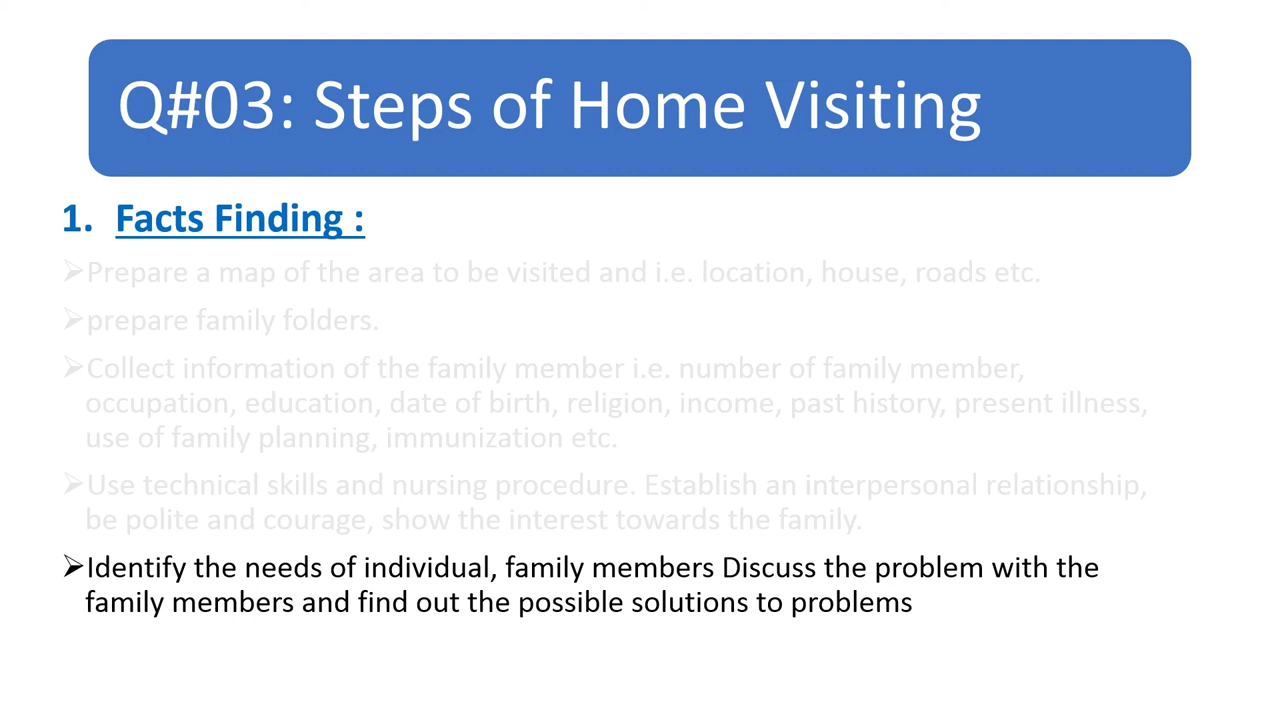 Q#03: Steps of Home Visiting
1. Facts Finding :
➢Prepare a map of the area to be visited and i.e. location, house, roads etc.
➢prepare family folders.
➢Collect information of the family member i.e. number of family member,
occupation, education, date of birth, religion, income, past history, present illness,
use of family planning, immunization etc.
➢Use technical skills and nursing procedure. Establish an interpersonal relationship,
be polite and courage, show the interest towards the family.
➢Identify the needs of individual, family members Discuss the problem with the
family members and find out the possible solutions to problems